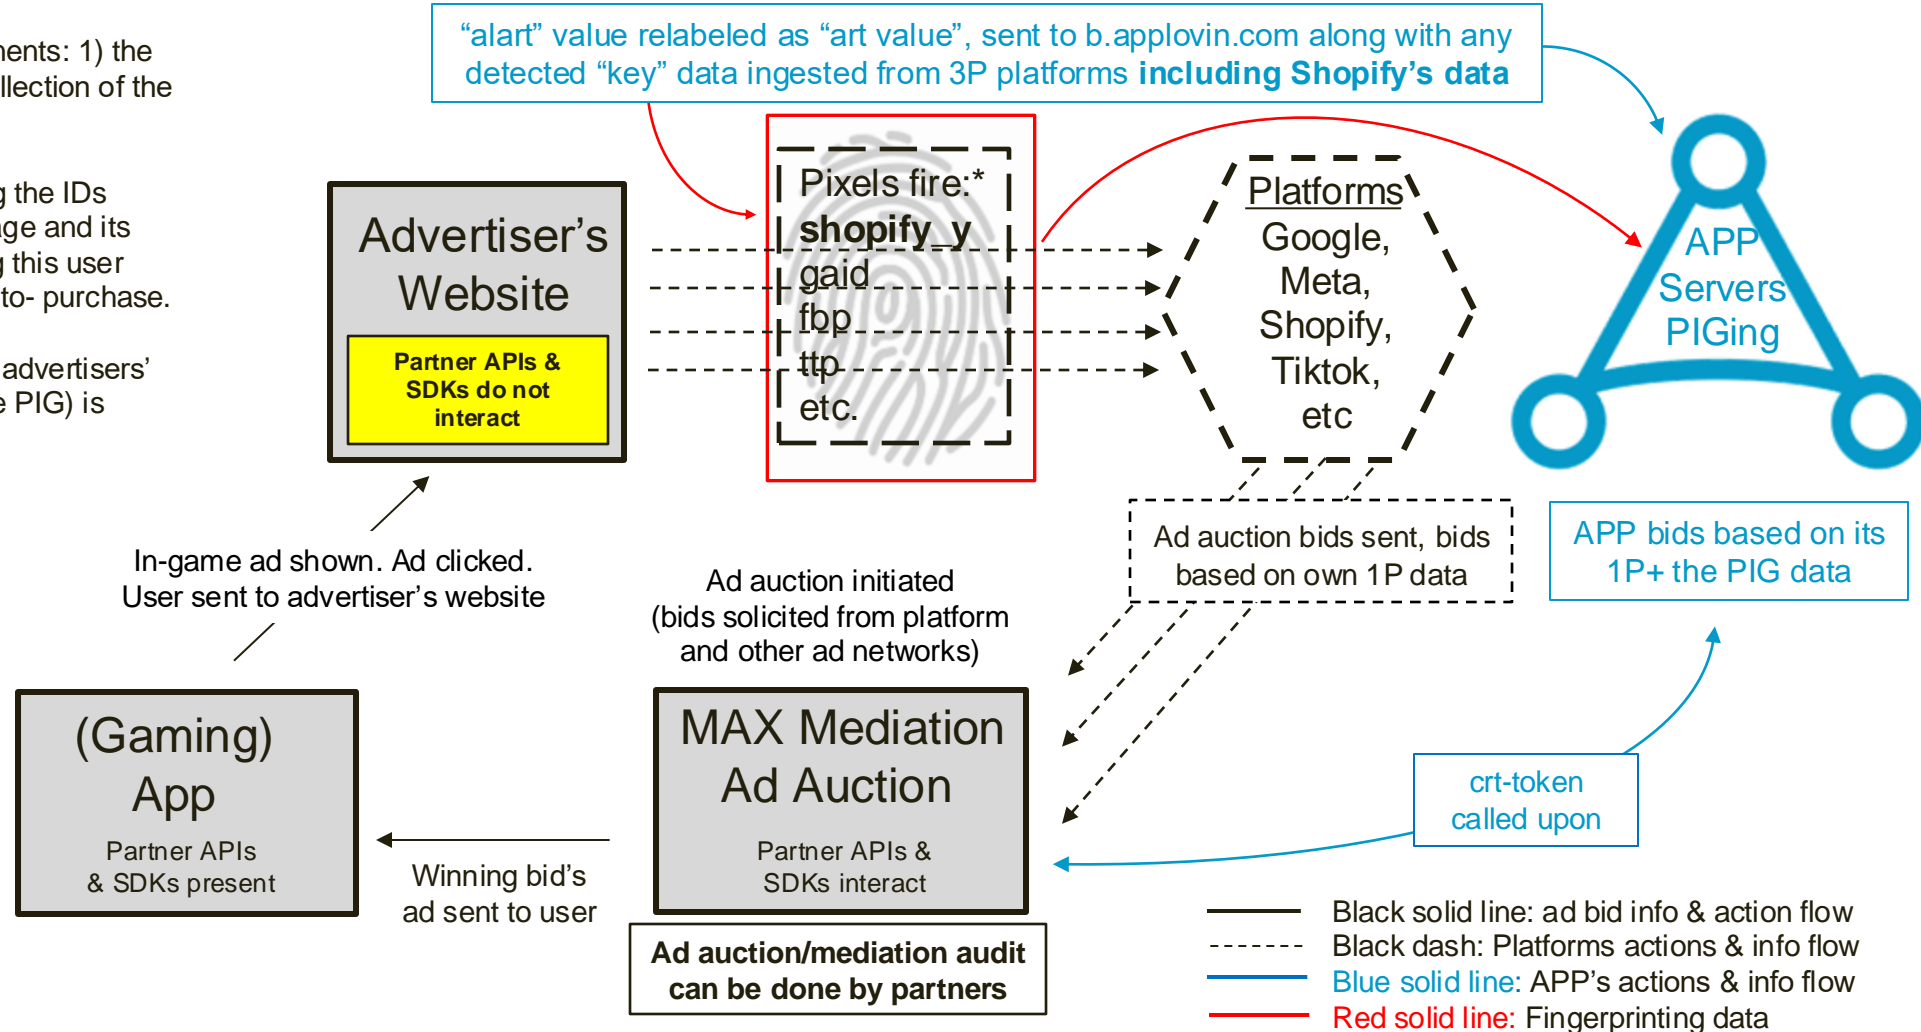 “alart” value relabeled as “art value”, sent to b.applovin.com along with any
detected “key” data ingested from 3P platforms including Shopify’s data
nents: 1) the
llection of the
g the IDs
age and its
g this user
to- purchase.
advertisers’
e PIG) is
Advertiser’s
Website
Partner APIs &
SDKs do not
interact
Pixels fire:*
shopify_y
gaid
fbp
ttp
etc.
Platforms
Google,
Meta,
Shopify,
Tiktok,
etc
APP
Servers
PIGing
In-game ad shown. Ad clicked.
User sent to advertiser’s website
Ad auction initiated
(bids solicited from platform
and other ad networks)
Ad auction bids sent, bids
based on own 1P data
APP bids based on its
1P+ the PIG data
(Gaming)
App
Partner APIs
& SDKs present
Winning bid’s
ad sent to user
MAX Mediation
Ad Auction
Partner APIs &
SDKs interact
Ad auction/mediation audit
can be done by partners
crt-token
called upon
Black solid line: ad bid info & action flow
Black dash: Platforms actions & info flow
Blue solid line: APP’s actions & info flow
Red solid line: Fingerprinting data